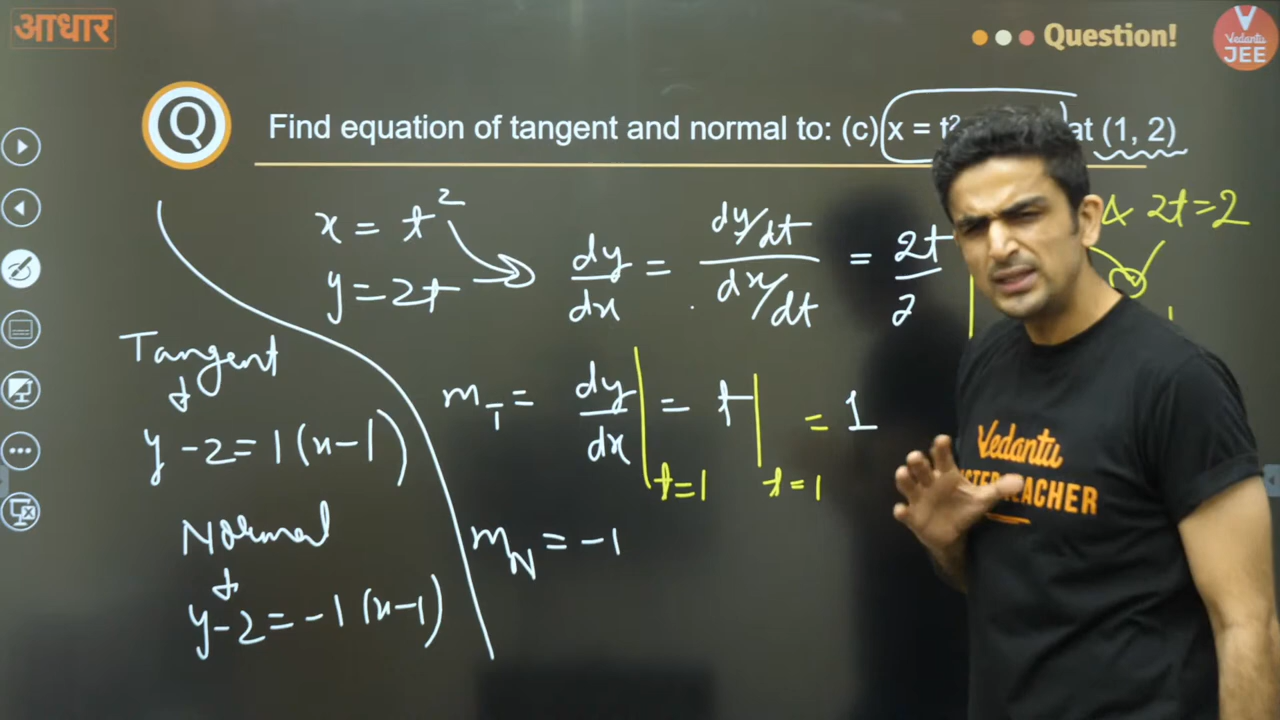 आधार
Question!
Vedantu
JEE
Q Find equation of tangent and normal to: (c) x = t² at (1, 2)
& 2t=2
x = t²
y = 2t
dy/dx = (dy/dt)/(dx/dt) = 2t/2
m_T = dy/dx |t=1 = t |t=1 = 1
m_N = -1
Tangent
y-2=1(x-1)
Normal
y-2=-1(x-1)
Vedantu